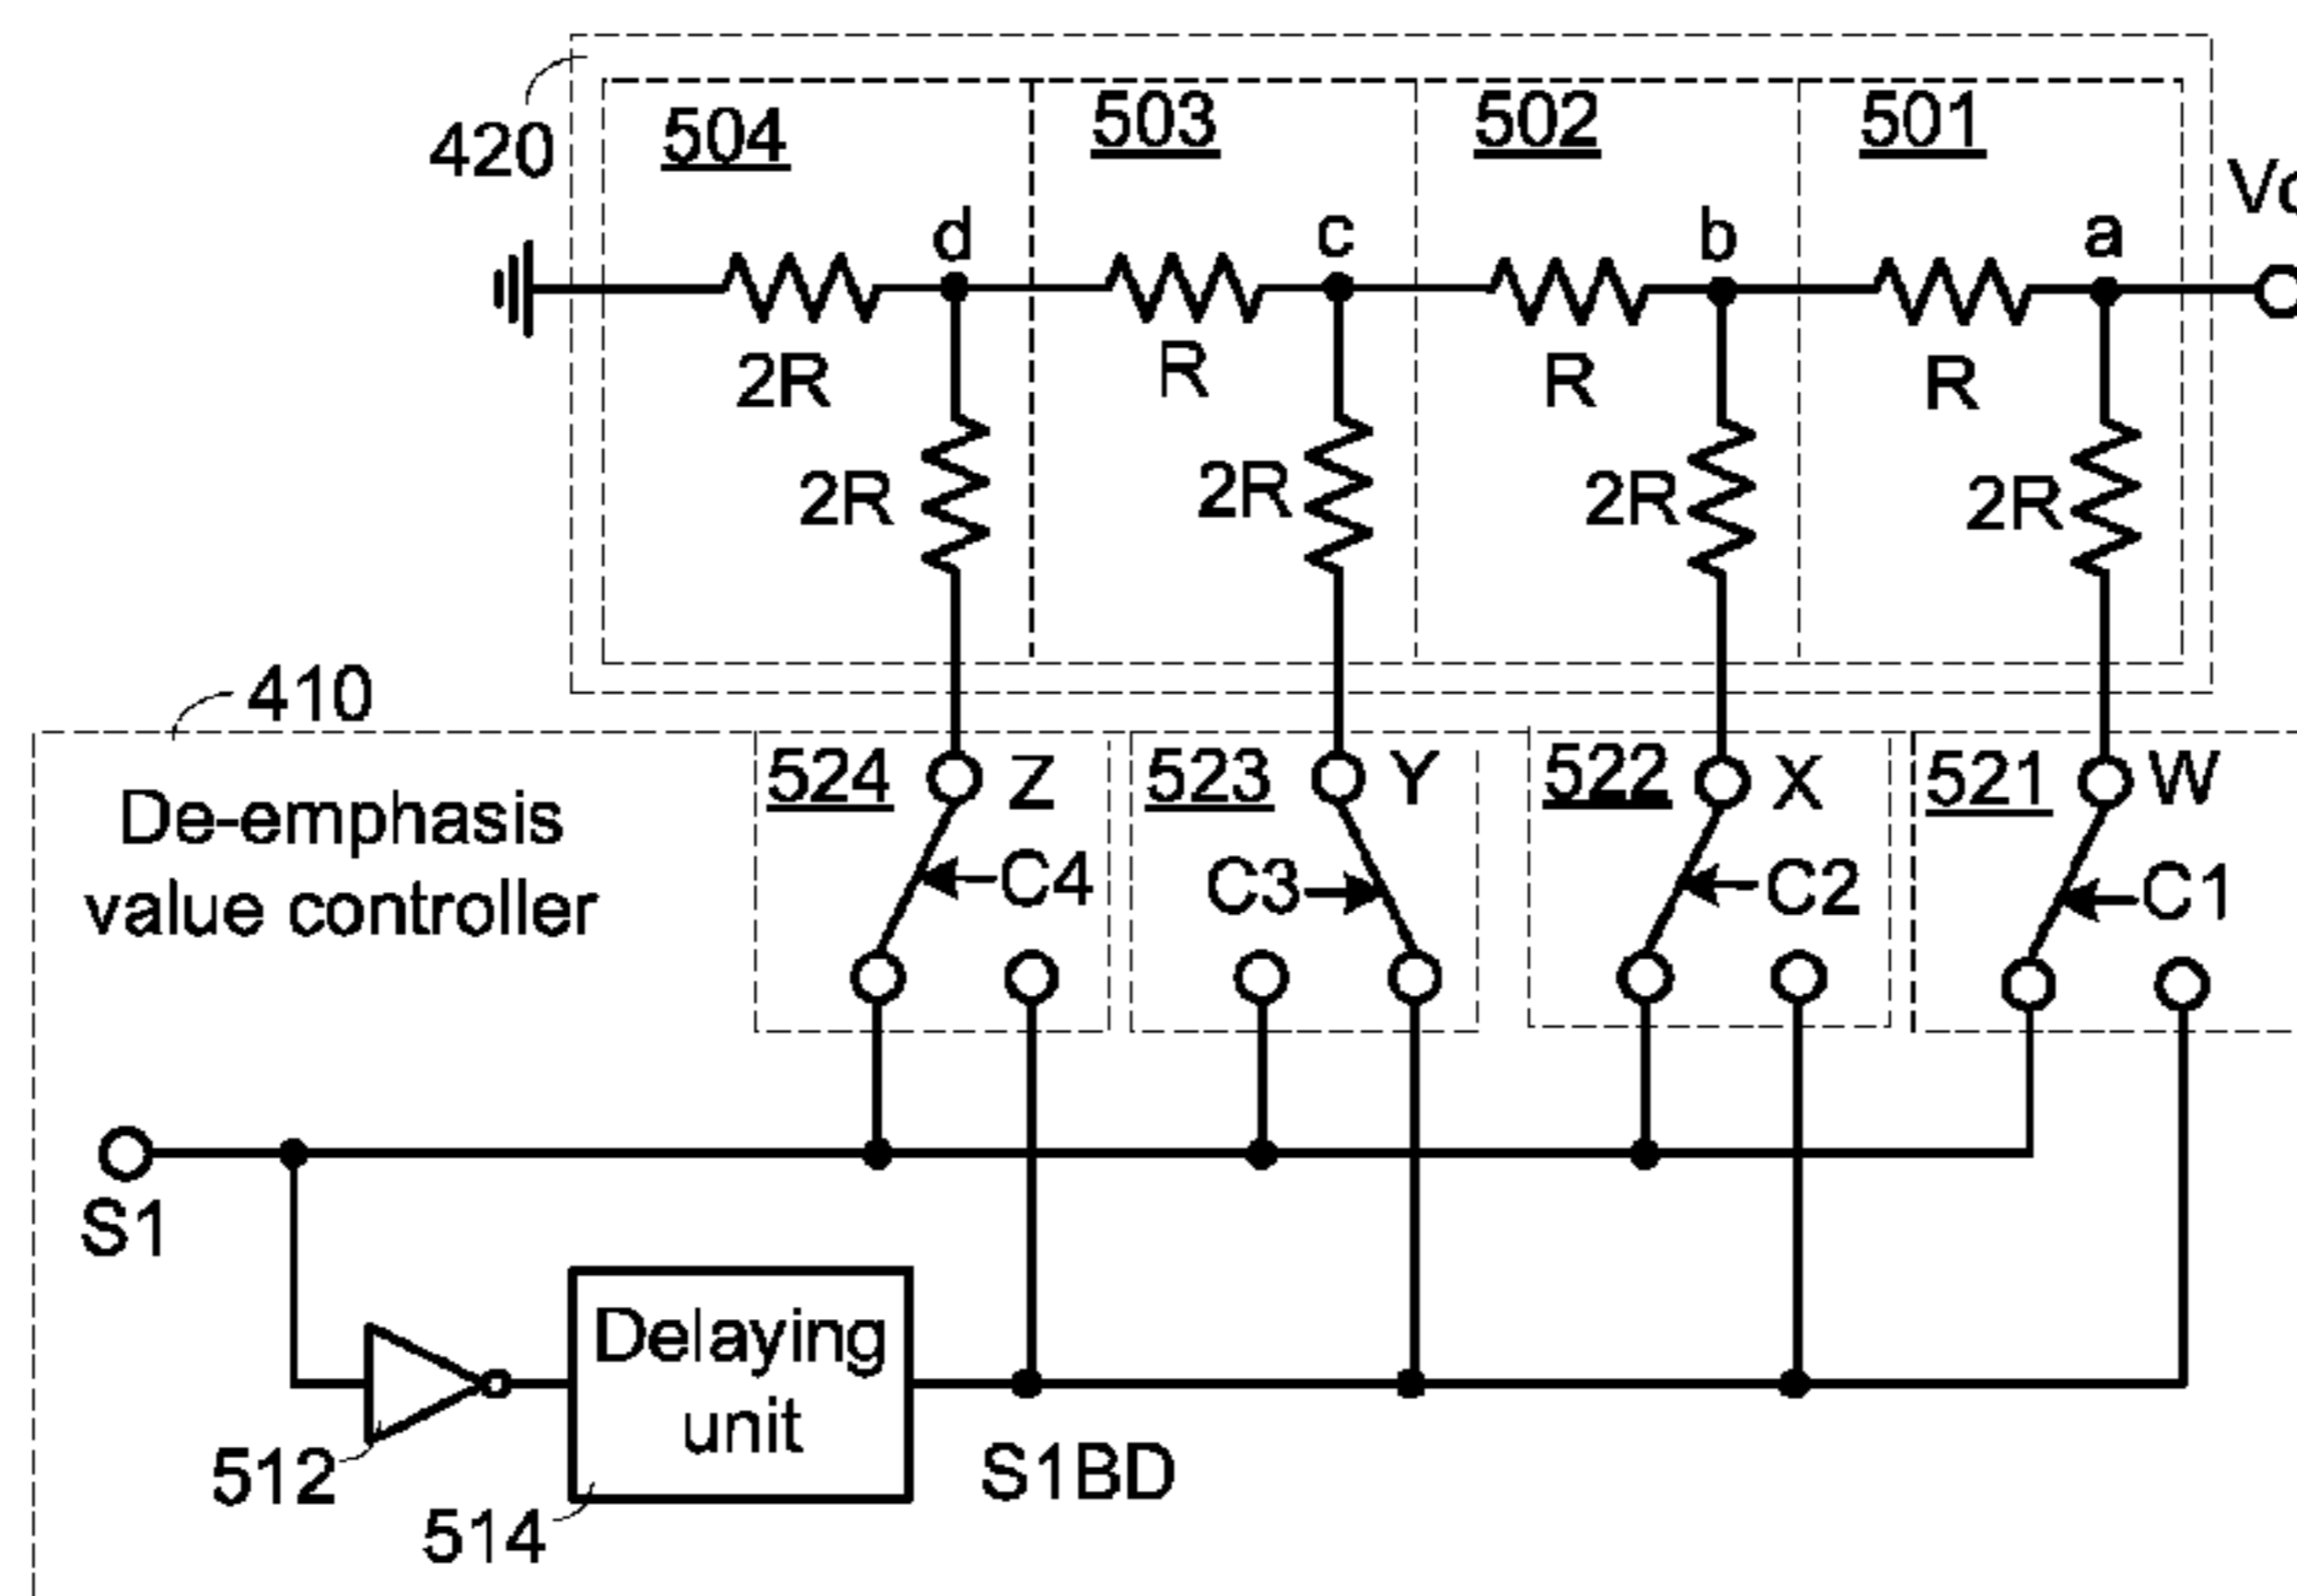 420
504
503
502
501
d
c
b
a
2R
R
R
R
2R
2R
2R
2R
410
524
Z
523
Y
522
X
521
W
De-emphasis
value controller
C4
C3
C2
C1
S1
Delaying
unit
S1BD
512
514